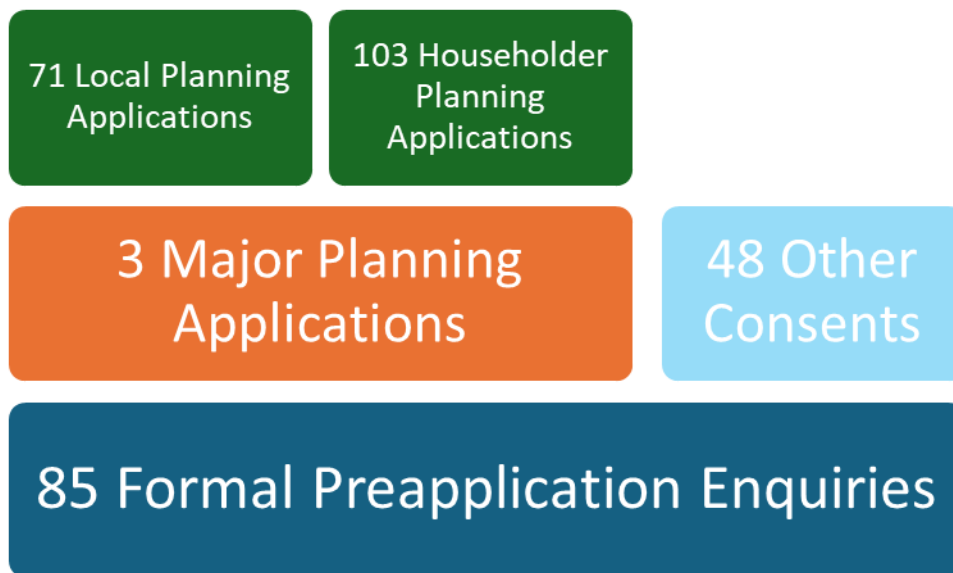 71 Local Planning
Applications
103 Householder
Planning
Applications
3 Major Planning
Applications
48 Other
Consents
85 Formal Preapplication Enquiries